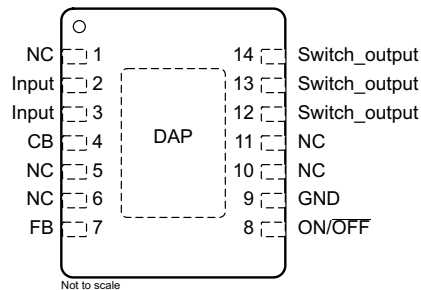 NC 1 14 Switch_output
Input 2 13 Switch_output
Input 3 12 Switch_output
CB 4 DAP 11 NC
NC 5 10 NC
NC 6 9 GND
FB 7 8 ON/OFF
Not to scale